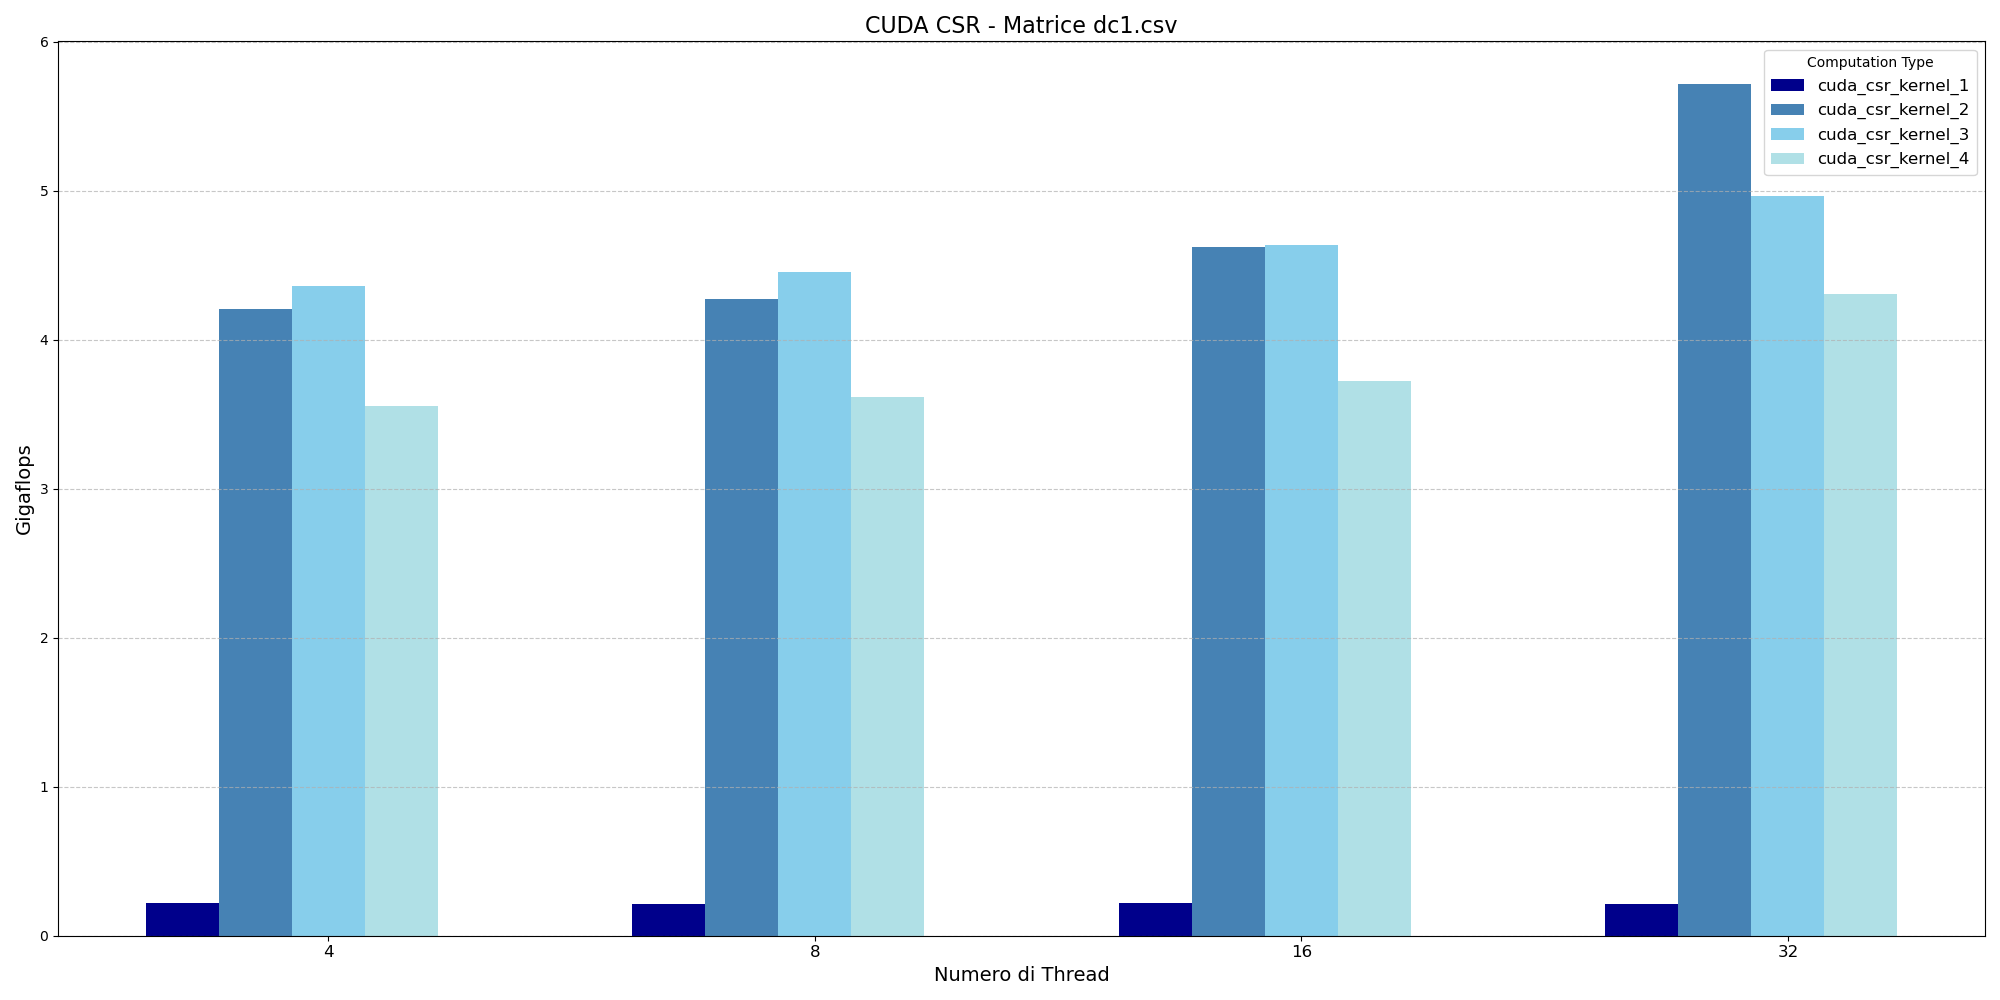 CUDA CSR - Matrice dc1.csv
Computation Type
cuda_csr_kernel_1
cuda_csr_kernel_2
cuda_csr_kernel_3
cuda_csr_kernel_4
Gigaflops
6
5
4
3
2
1
0
4 8 16 32
Numero di Thread